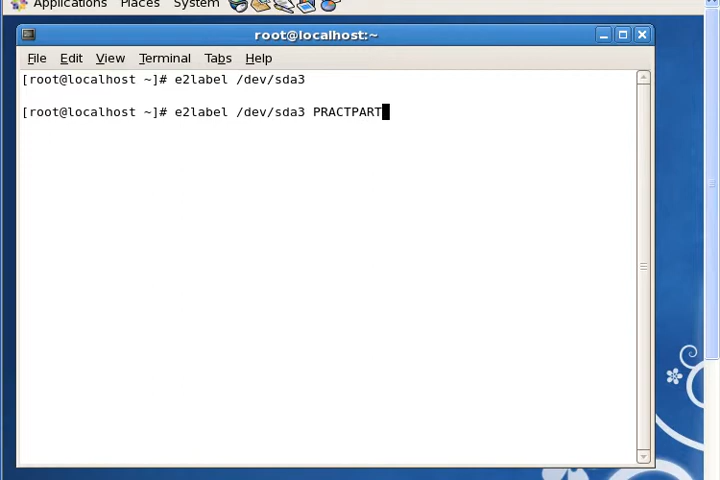 Applications Places System
root@localhost:~
File Edit View Terminal Tabs Help
[root@localhost ~]# e2label /dev/sda3
[root@localhost ~]# e2label /dev/sda3 PRACTPART